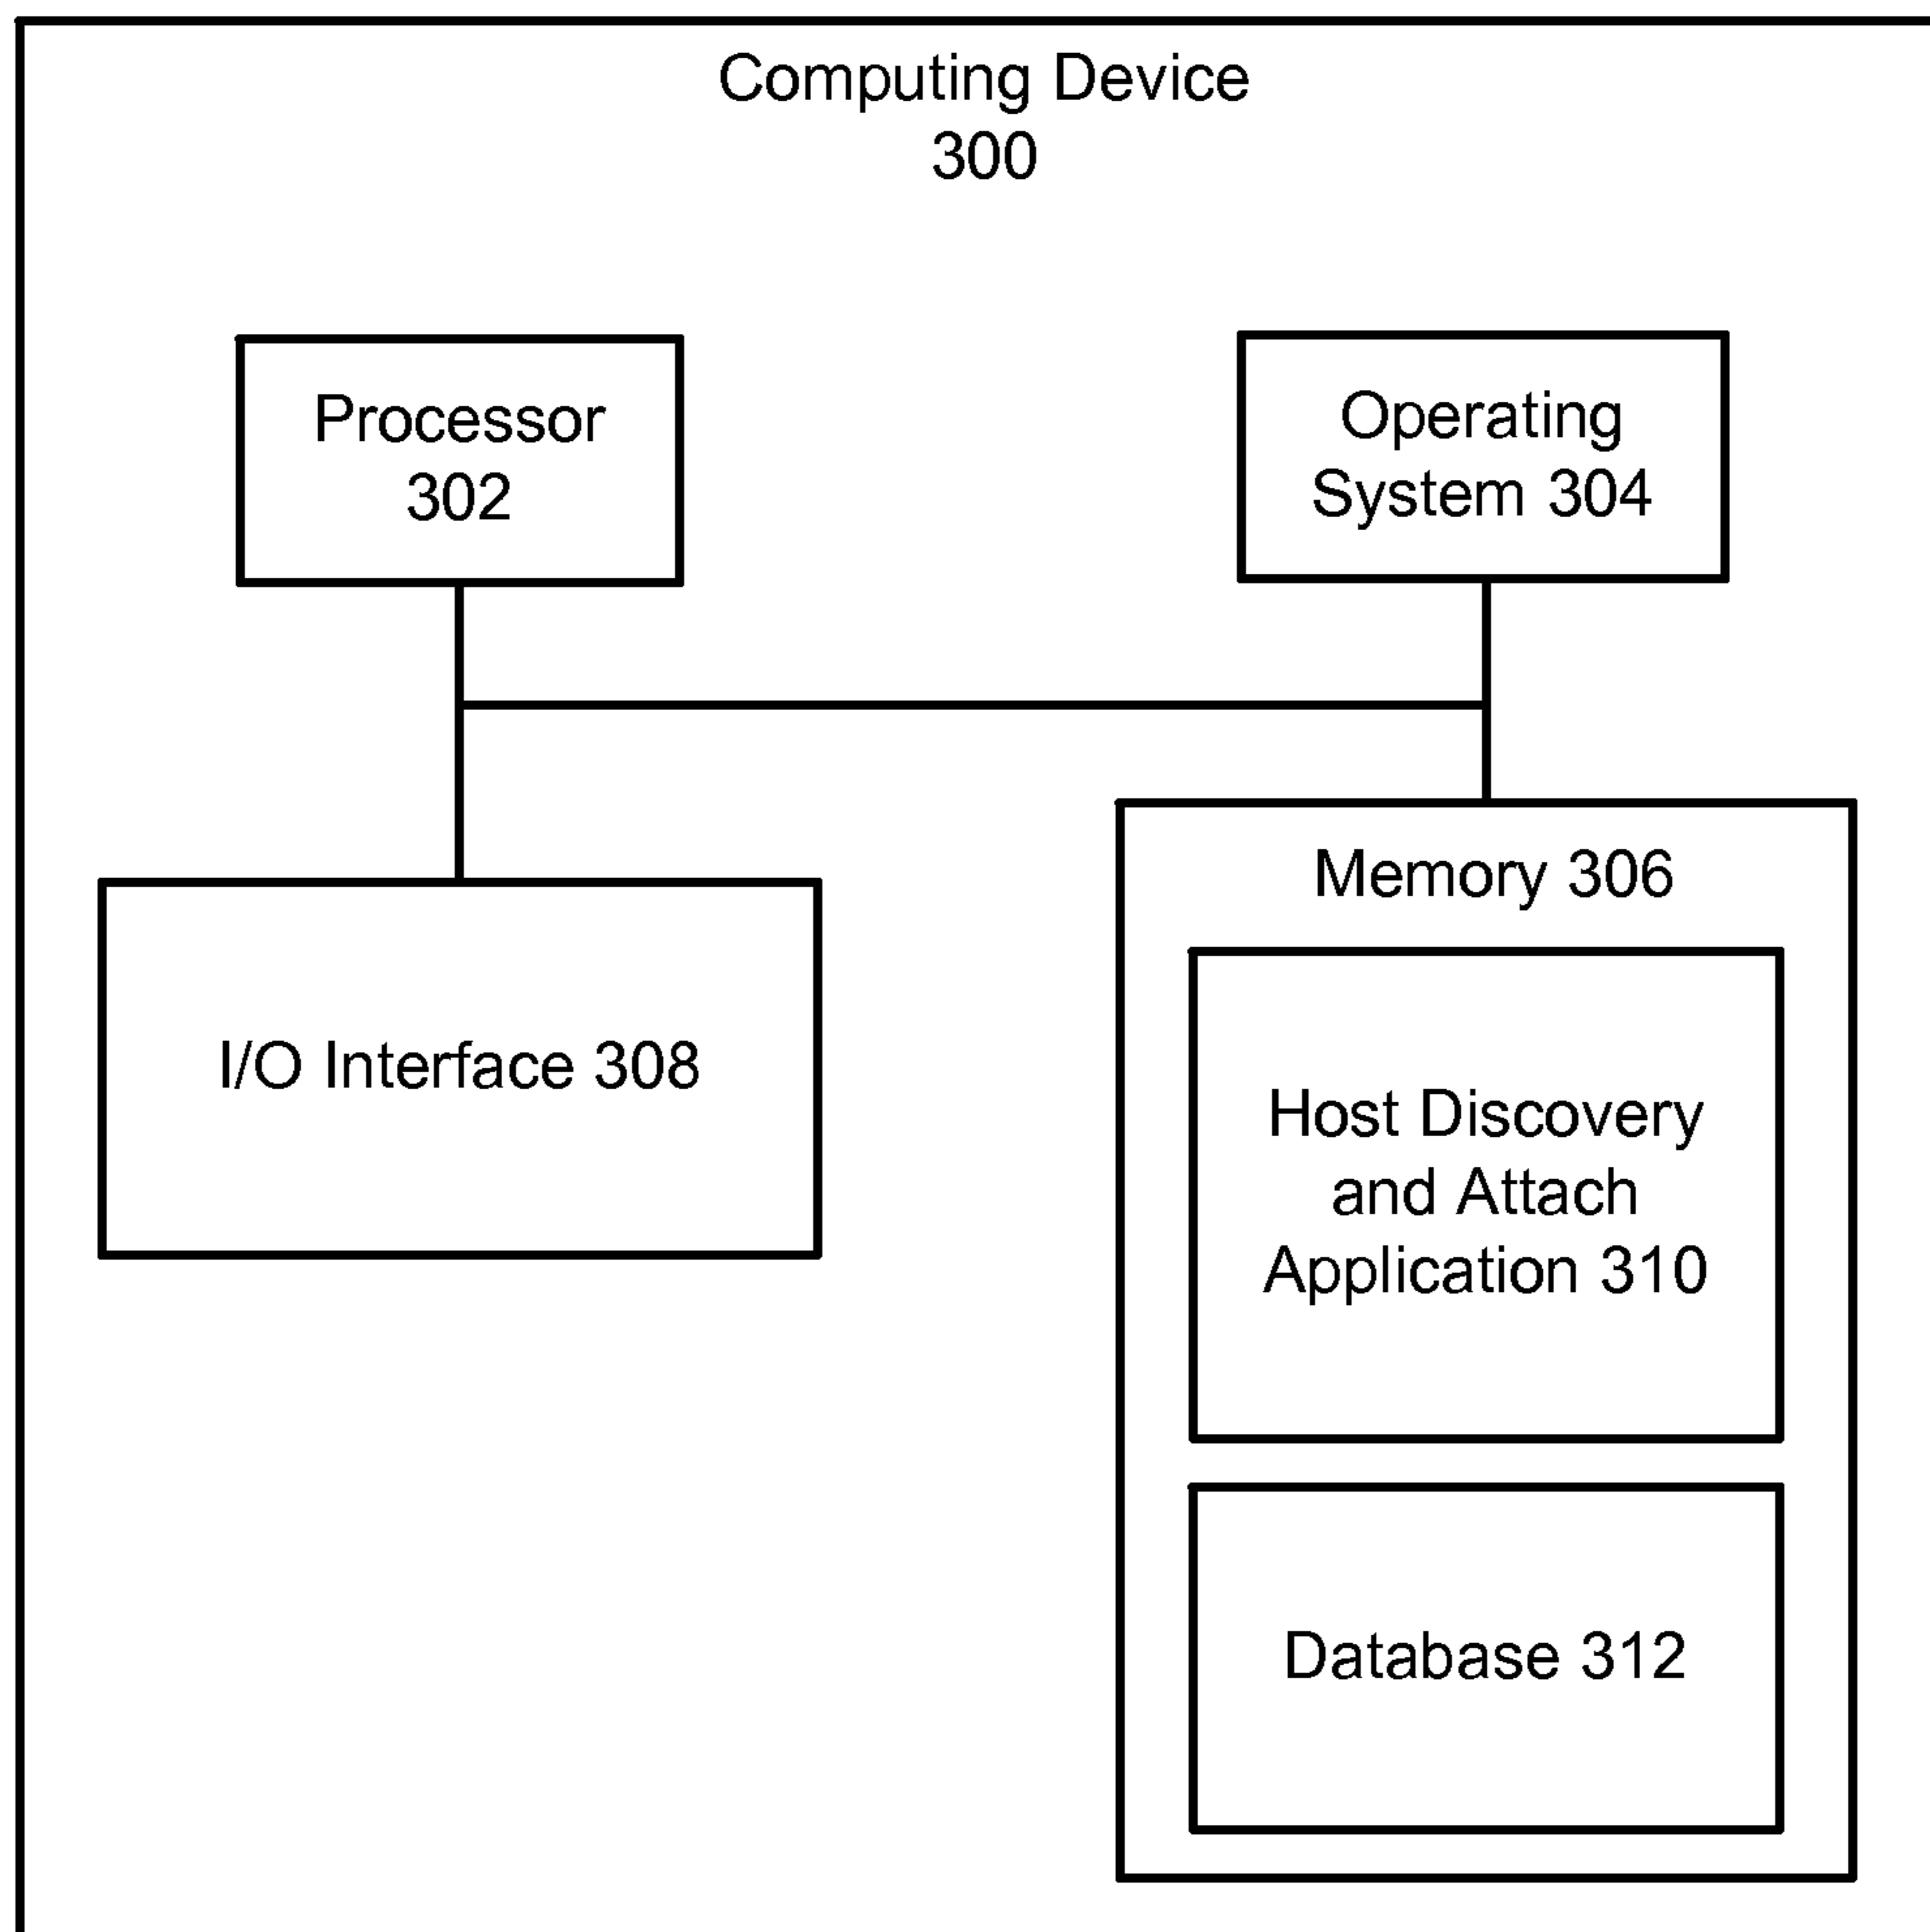 Computing Device
300
Processor
302
Operating
System 304
Memory 306
I/O Interface 308
Host Discovery
and Attach
Application 310
Database 312